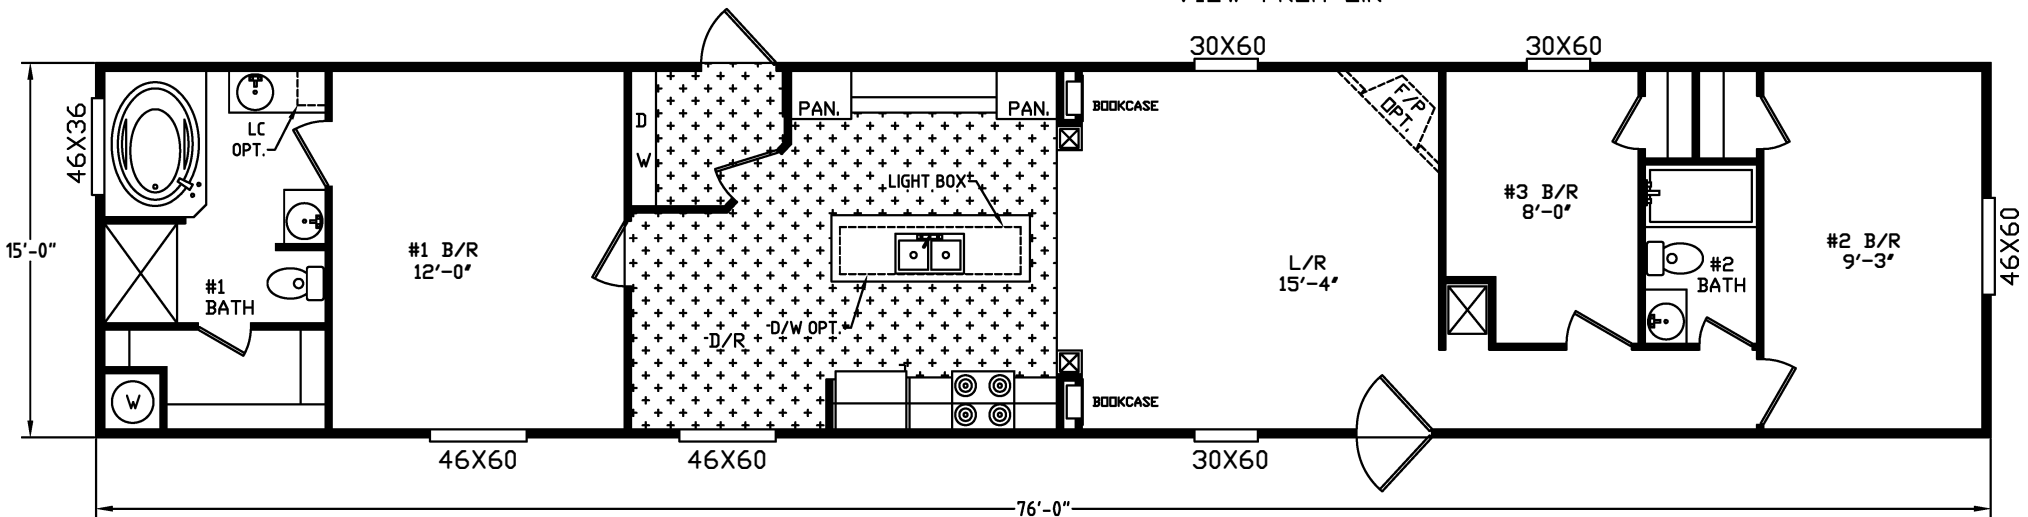 30X60
30X60
46X36
LC
OPT.
D
W
PAN.
PAN.
BOOKCASE
F/P
OPT.
LIGHT BOX
#3 B/R
8'-0"
15'-0"
#1 B/R
12'-0"
#2 B/R
9'-3"
46X60
L/R
15'-4"
#2
BATH
#1
BATH
D/W OPT.
D/R
W
BOOKCASE
46X60
46X60
30X60
76'-0"